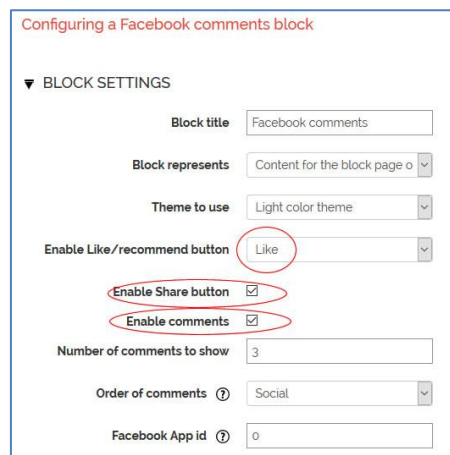 Configuring a Facebook comments block
BLOCK SETTINGS
Block title Facebook comments
Block represents Content for the block page o
Theme to use Light color theme
Enable Like/recommend button Like
Enable Share button
Enable comments
Number of comments to show 3
Order of comments ? Social
Facebook App id ? 0